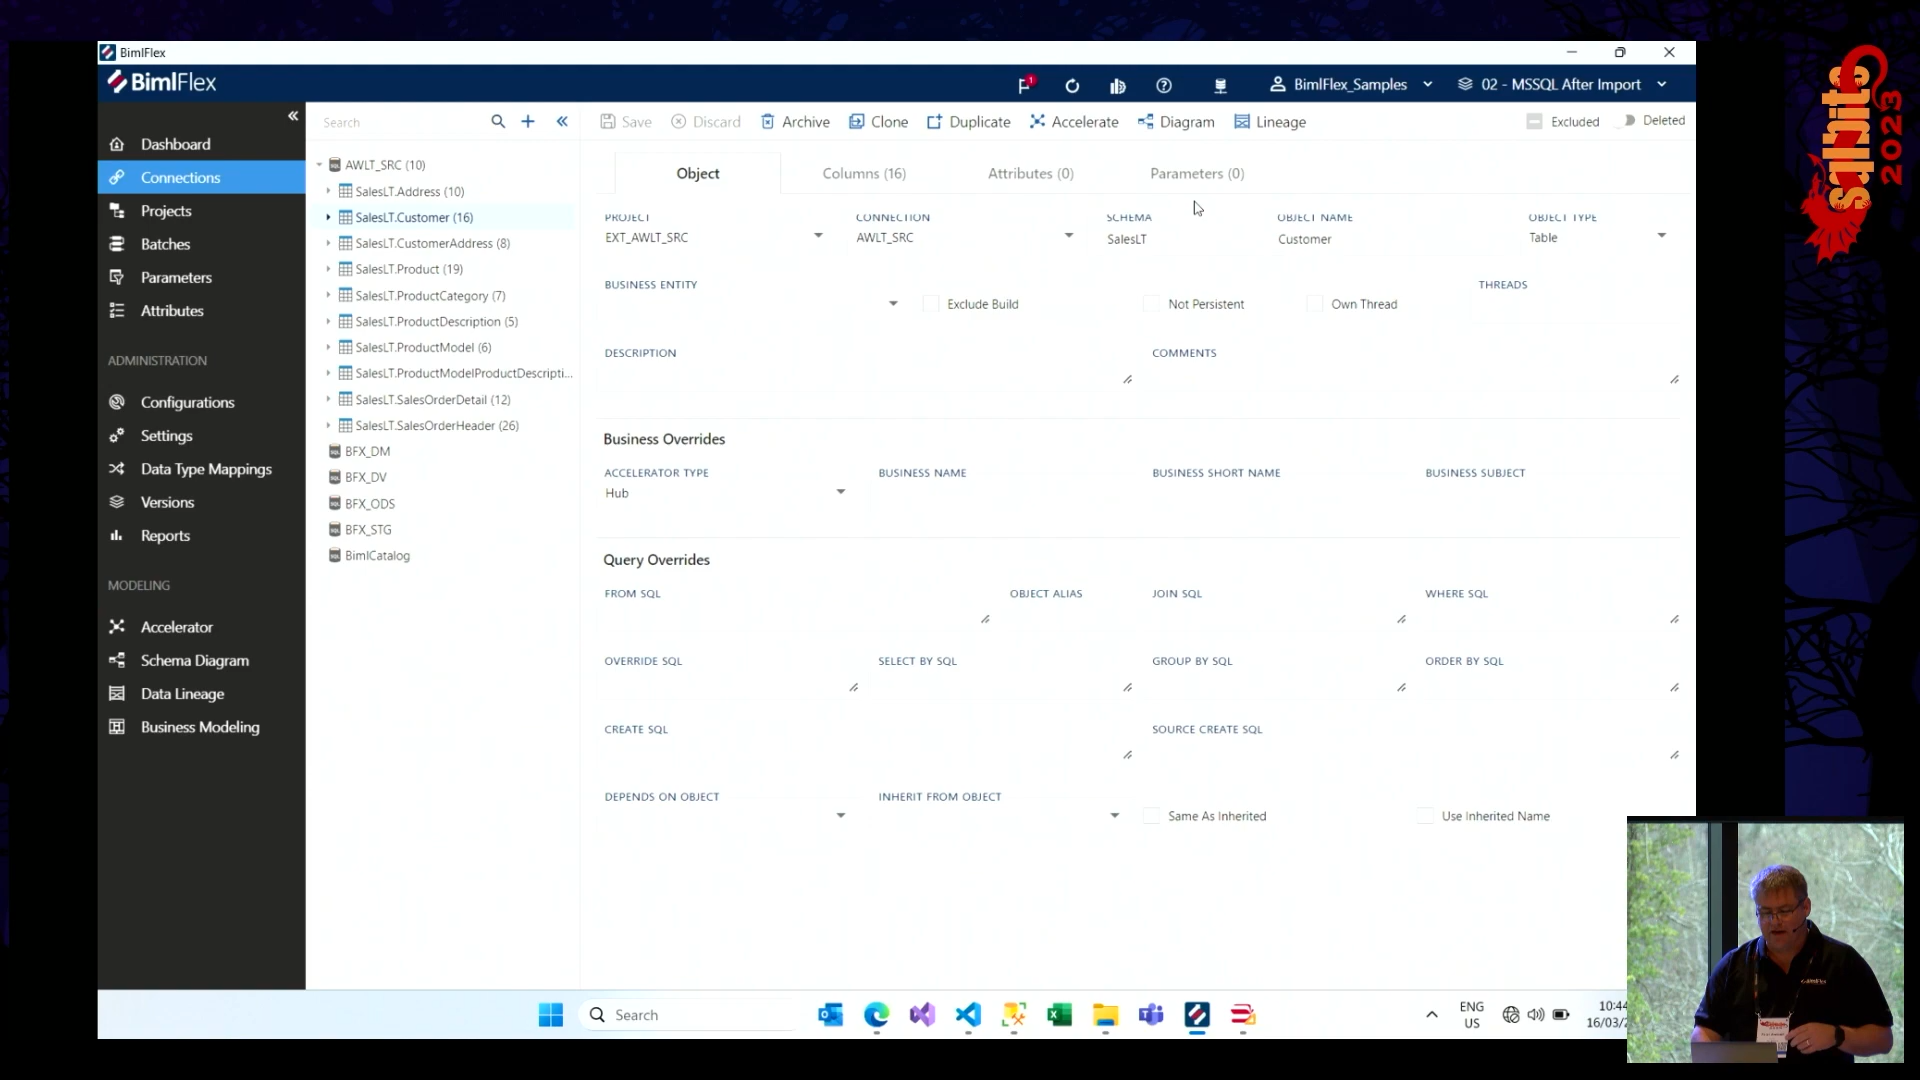 BimlFlex
BimlFlex
1
BimlFlex_Samples
02 - MSSQL After Import
Dashboard
Connections
Projects
Batches
Parameters
Attributes
ADMINISTRATION
Configurations
Settings
Data Type Mappings
Versions
Reports
MODELING
Accelerator
Schema Diagram
Data Lineage
Business Modeling
Search
AWLT_SRC (10)
SalesLT.Address (10)
SalesLT.Customer (16)
SalesLT.CustomerAddress (8)
SalesLT.Product (19)
SalesLT.ProductCategory (7)
SalesLT.ProductDescription (5)
SalesLT.ProductModel (6)
SalesLT.ProductModelProductDescripti...
SalesLT.SalesOrderDetail (12)
SalesLT.SalesOrderHeader (26)
BFX_DM
BFX_DV
BFX_ODS
BFX_STG
BimlCatalog
Save Discard Archive Clone Duplicate Accelerate Diagram Lineage Excluded Deleted
Object Columns (16) Attributes (0) Parameters (0)
PROJECT CONNECTION SCHEMA OBJECT NAME OBJECT TYPE
EXT_AWLT_SRC AWLT_SRC SalesLT Customer Table
BUSINESS ENTITY THREADS
Exclude Build Not Persistent Own Thread
DESCRIPTION COMMENTS
Business Overrides
ACCELERATOR TYPE BUSINESS NAME BUSINESS SHORT NAME BUSINESS SUBJECT
Hub
Query Overrides
FROM SQL OBJECT ALIAS JOIN SQL WHERE SQL
OVERRIDE SQL SELECT BY SQL GROUP BY SQL ORDER BY SQL
CREATE SQL SOURCE CREATE SQL
DEPENDS ON OBJECT INHERIT FROM OBJECT
Same As Inherited Use Inherited Name
Search
ENG
US
10:44
16/03/2
sqlbits
2023